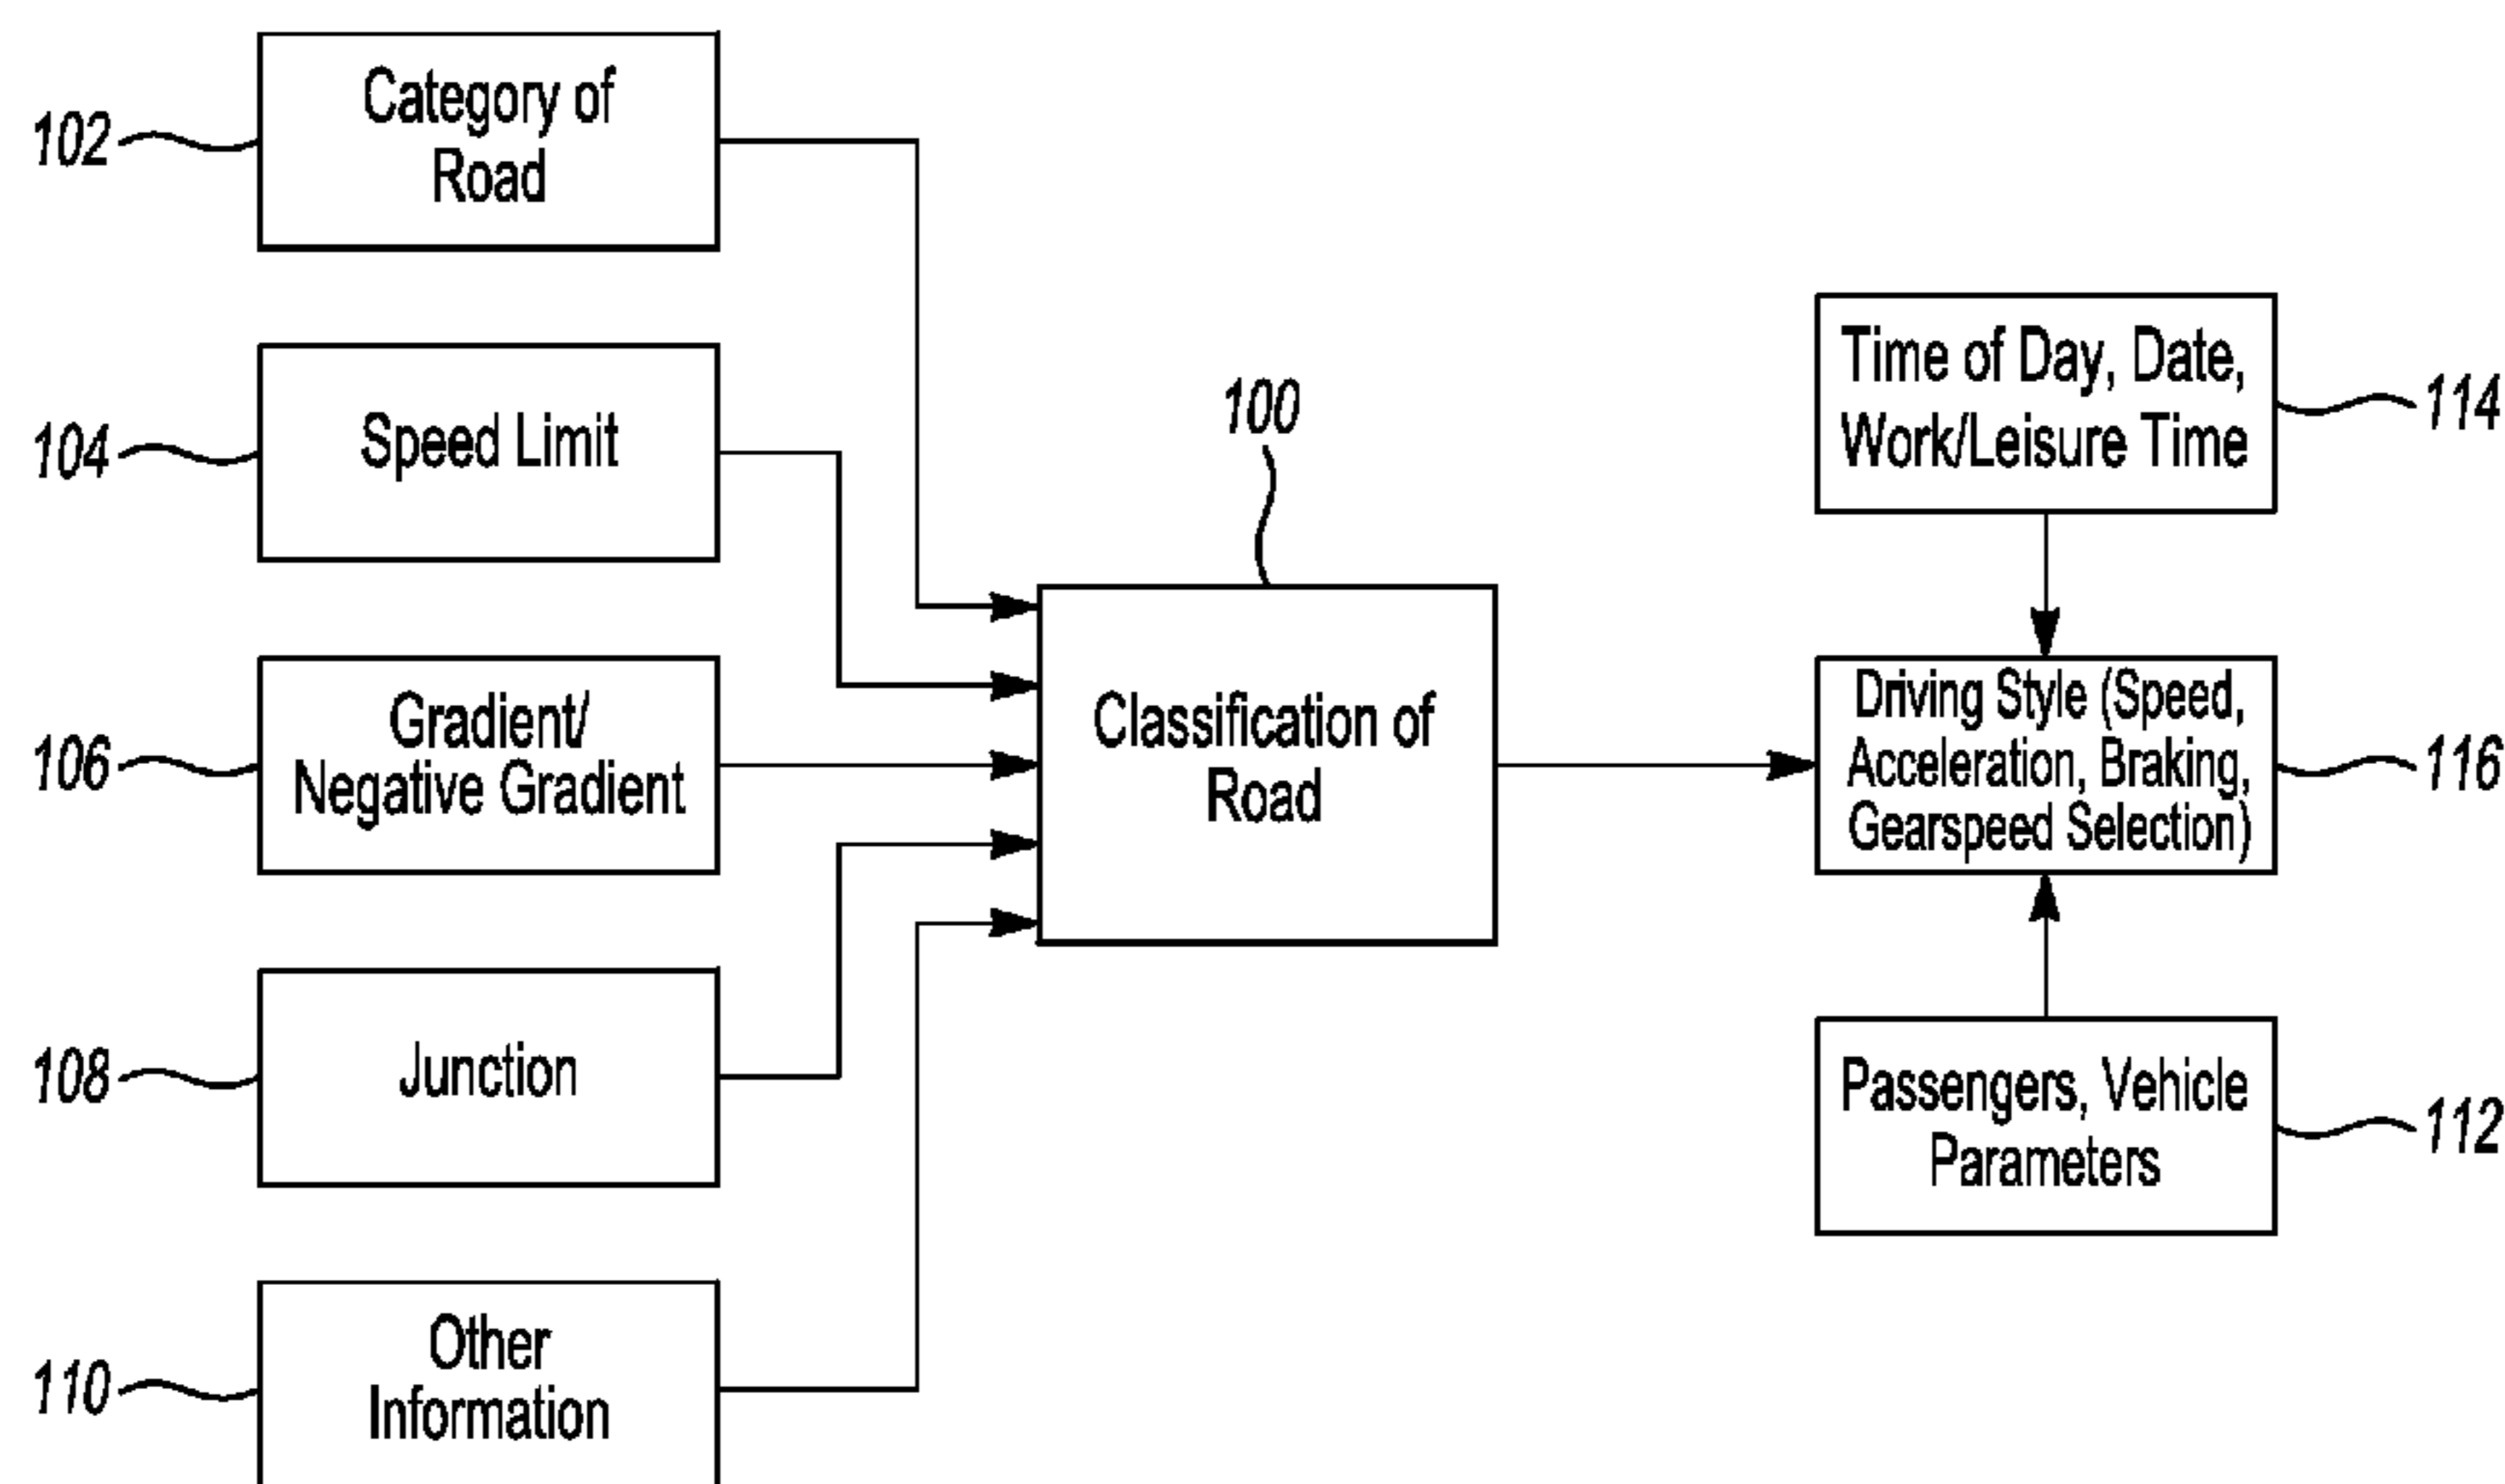 102
Category of
Road
104
Speed Limit
106
Gradient/
Negative Gradient
108
Junction
110
Other
Information
100
Classification of
Road
Time of Day, Date,
Work/Leisure Time
114
Driving Style (Speed,
Acceleration, Braking,
Gearspeed Selection)
116
Passengers, Vehicle
Parameters
112